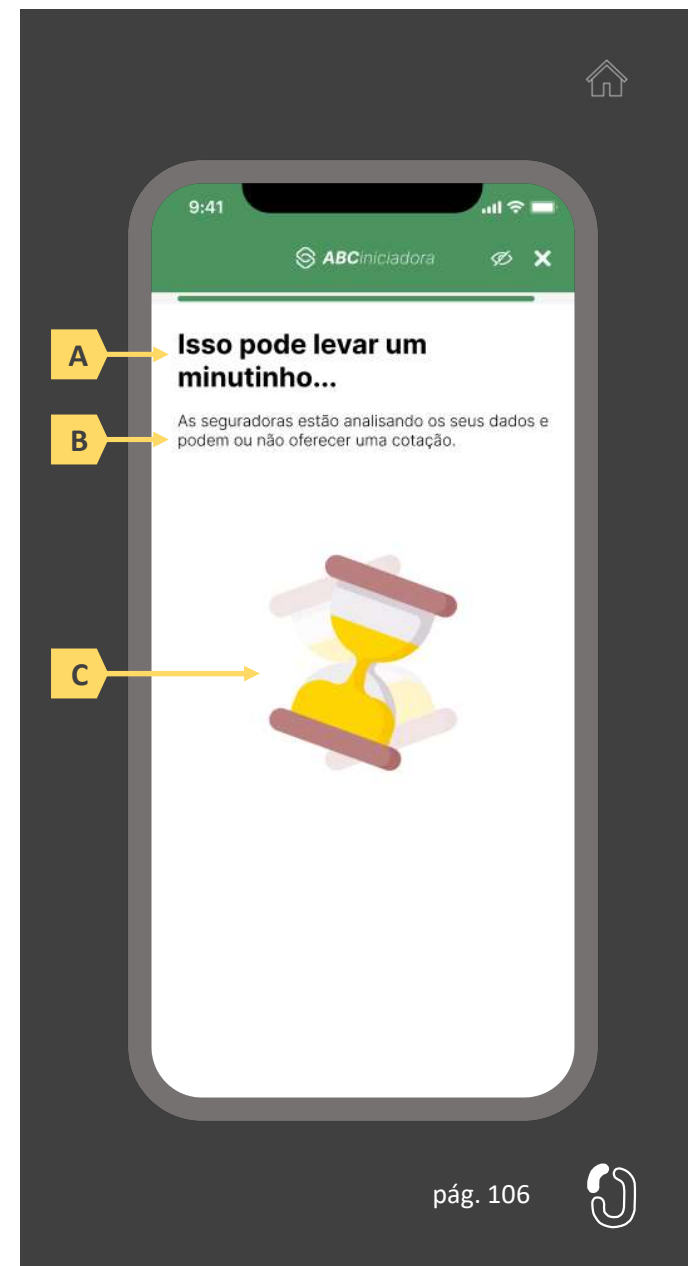 9:41
ABCiniciadora
A
Isso pode levar um
minutinho...
B
As seguradoras estão analisando os seus dados e
podem ou não oferecer uma cotação.
C
pág. 106